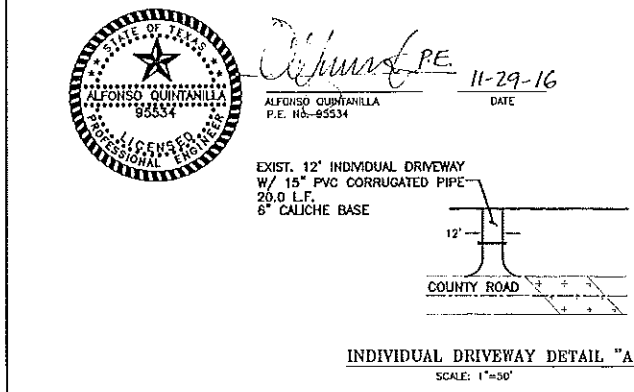 STATE OF TEXAS
ALFONSO QUINTANILLA
95534
LICENSED
PROFESSIONAL ENGINEER
P.E.
11-29-16
ALFONSO QUINTANILLA
P.E. No. 95534
DATE
EXIST. 12' INDIVIDUAL DRIVEWAY
W/ 15" PVC CORRUGATED PIPE
20.0 L.F.
6" CALICHE BASE
12'
COUNTY ROAD
INDIVIDUAL DRIVEWAY DETAIL "A
SCALE: 1"=50'